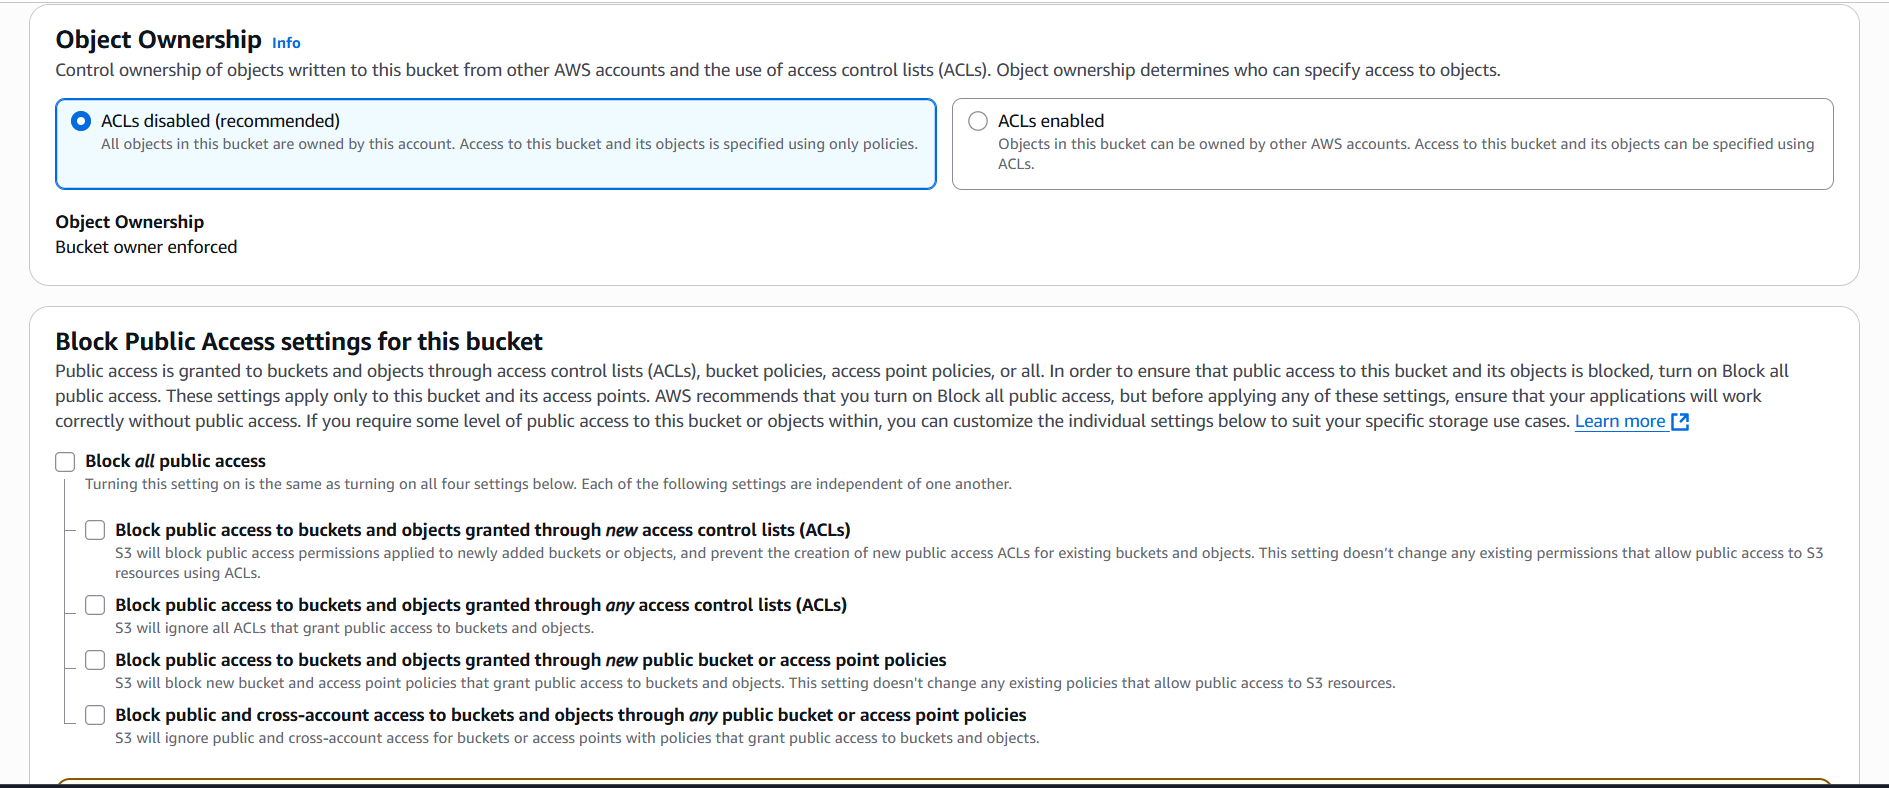 Object Ownership Info
Control ownership of objects written to this bucket from other AWS accounts and the use of access control lists (ACLs). Object ownership determines who can specify access to objects.
ACLs disabled (recommended)
All objects in this bucket are owned by this account. Access to this bucket and its objects is specified using only policies.
ACLs enabled
Objects in this bucket can be owned by other AWS accounts. Access to this bucket and its objects can be specified using
ACLs.
Object Ownership
Bucket owner enforced
Block Public Access settings for this bucket
Public access is granted to buckets and objects through access control lists (ACLs), bucket policies, access point policies, or all. In order to ensure that public access to this bucket and its objects is blocked, turn on Block all
public access. These settings apply only to this bucket and its access points. AWS recommends that you turn on Block all public access, but before applying any of these settings, ensure that your applications will work
correctly without public access. If you require some level of public access to this bucket or objects within, you can customize the individual settings below to suit your specific storage use cases. Learn more
Block all public access
Turning this setting on is the same as turning on all four settings below. Each of the following settings are independent of one another.
Block public access to buckets and objects granted through new access control lists (ACLs)
S3 will block public access permissions applied to newly added buckets or objects, and prevent the creation of new public access ACLs for existing buckets and objects. This setting doesn't change any existing permissions that allow public access to S3
resources using ACLs.
Block public access to buckets and objects granted through any access control lists (ACLs)
S3 will ignore all ACLs that grant public access to buckets and objects.
Block public access to buckets and objects granted through new public bucket or access point policies
S3 will block new bucket and access point policies that grant public access to buckets and objects. This setting doesn't change any existing policies that allow public access to S3 resources.
Block public and cross-account access to buckets and objects through any public bucket or access point policies
S3 will ignore public and cross-account access for buckets or access points with policies that grant public access to buckets and objects.